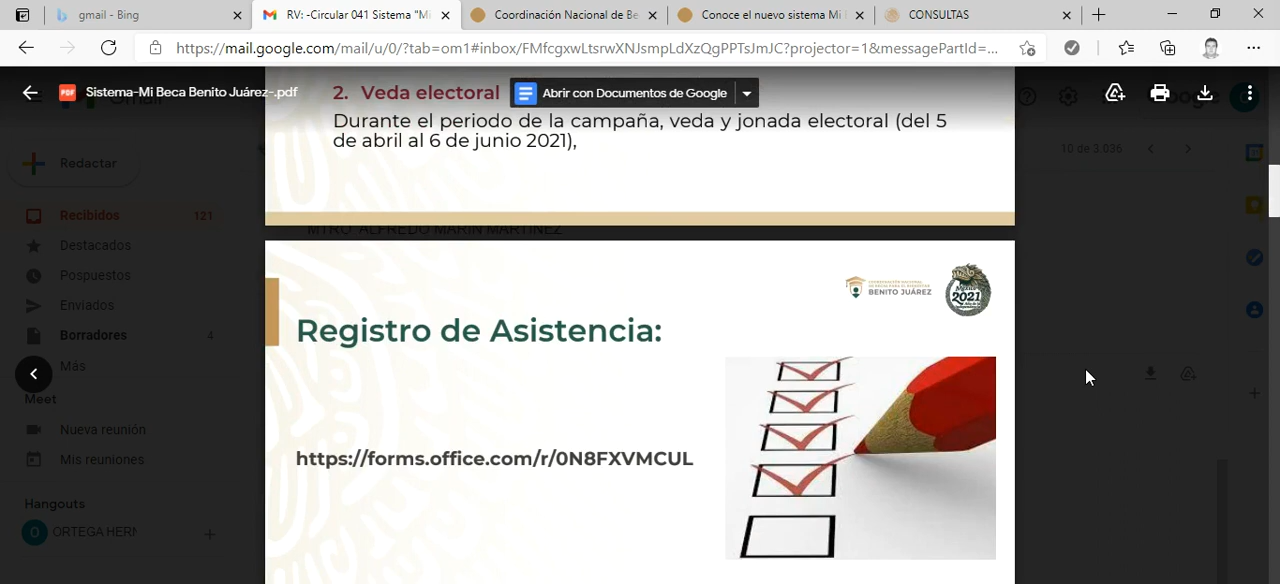 gmail - Bing
RV: -Circular 041 Sistema "Mi
Coordinación Nacional de Be
Conoce el nuevo sistema Mi
CONSULTAS
https://mail.google.com/mail/u/0/?tab=om1#inbox/FMfcgxwLtsrwXNJsmpLdXzQgPPTsJmJC?projector=1&messagePartId=...
PDF
Sistema-Mi Beca Benito Juárez-.pdf
Abrir con Documentos de Google
2. Veda electoral
Durante el periodo de la campaña, veda y jonada electoral (del 5
de abril al 6 de junio 2021),
10 de 3,036
Redactar
Recibidos 121
Destacados
Pospuestos
Enviados
Borradores 4
Más
Meet
Nueva reunión
Mis reuniones
Hangouts
O ORTEGA HERN
MTRO. ALFREDO MARIN MARTINEZ
BENITO JUÁREZ
2021
Registro de Asistencia:
https://forms.office.com/r/0N8FXVMCUL